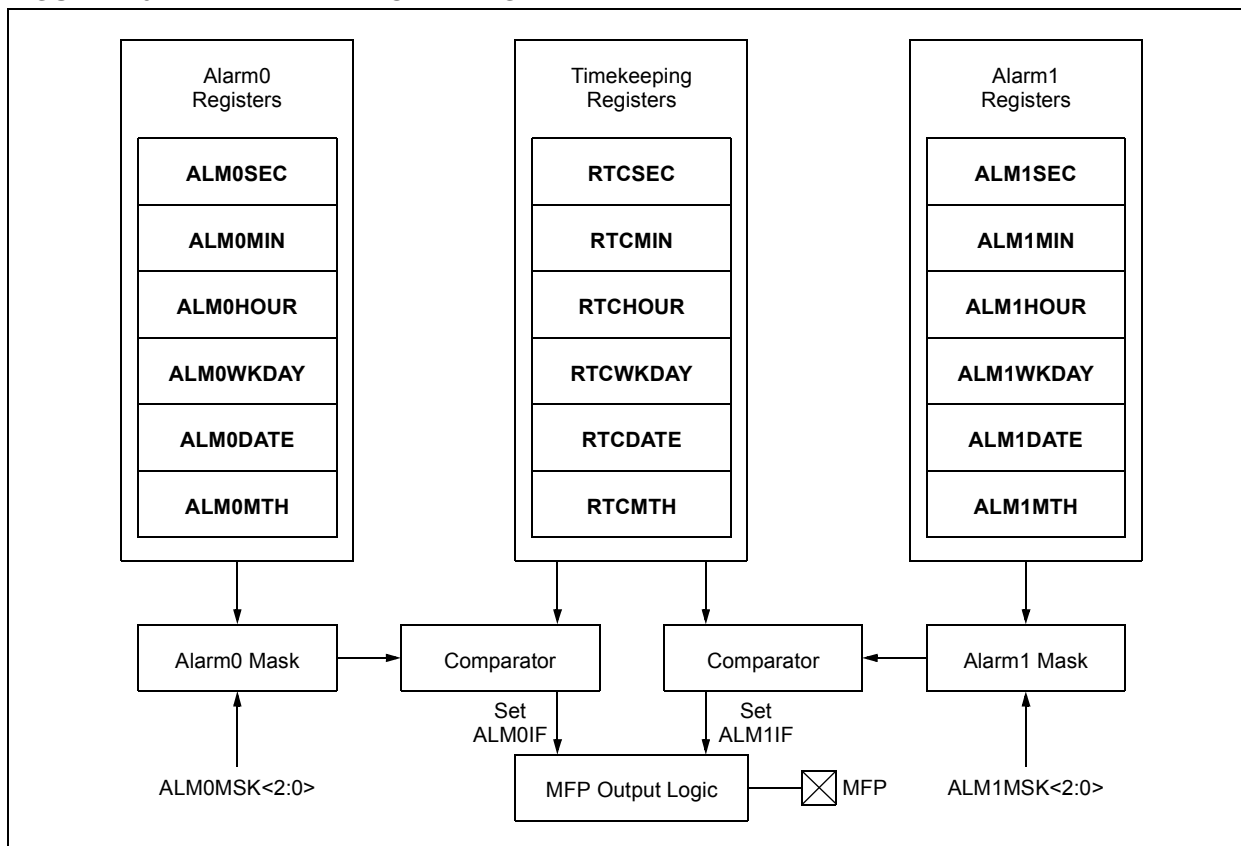 Alarm0
Registers
ALM0SEC
ALM0MIN
ALM0HOUR
ALM0WKDAY
ALM0DATE
ALM0MTH
Timekeeping
Registers
RTCSEC
RTCMIN
RTCHOUR
RTCWKDAY
RTCDATE
RTCMTH
Alarm1
Registers
ALM1SEC
ALM1MIN
ALM1HOUR
ALM1WKDAY
ALM1DATE
ALM1MTH
Alarm0 Mask
Comparator
Comparator
Alarm1 Mask
Set
ALM0IF
Set
ALM1IF
ALM0MSK<2:0>
MFP Output Logic
MFP
ALM1MSK<2:0>